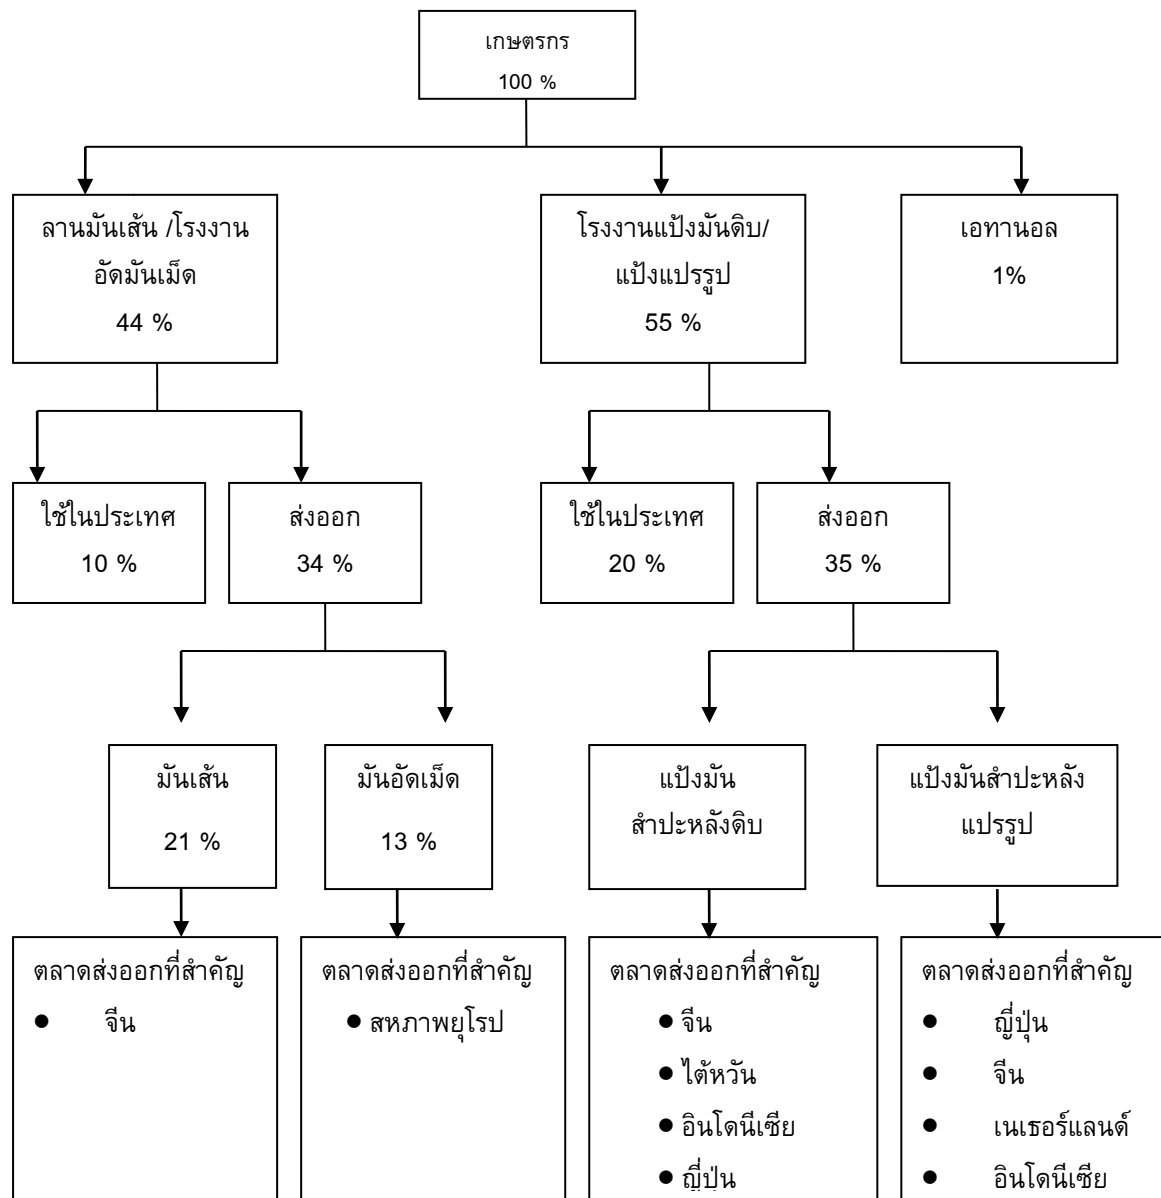 เกษตรกร
100 %
ลานมันเส้น /โรงงาน
อัดมันเม็ด
44 %
โรงงานแป้งมันดิบ/
แป้งแปรรูป
55 %
เอทานอล
1%
ใช้ในประเทศ
10 %
ส่งออก
34 %
ใช้ในประเทศ
20 %
ส่งออก
35 %
มันเส้น
21 %
มันอัดเม็ด
13 %
แป้งมัน
สำปะหลังดิบ
แป้งมันสำปะหลัง
แปรรูป
ตลาดส่งออกที่สำคัญ
● จีน
ตลาดส่งออกที่สำคัญ
● สหภาพยุโรป
ตลาดส่งออกที่สำคัญ
● จีน
● ไต้หวัน
● อินโดนีเซีย
● ญี่ปุ่น
ตลาดส่งออกที่สำคัญ
● ญี่ปุ่น
● จีน
● เนเธอร์แลนด์
● อินโดนีเซีย